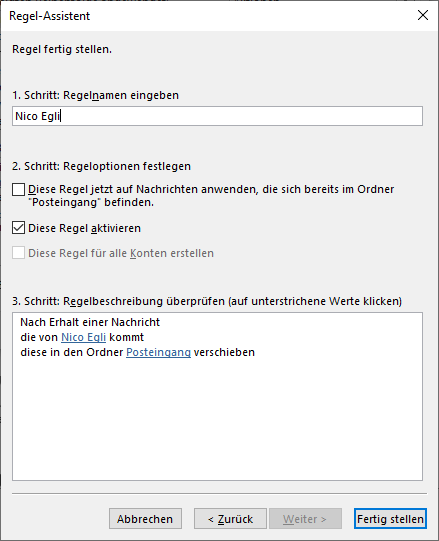 Regel-Assistent
Regel fertig stellen.
1. Schritt: Regelnamen eingeben
Nico Egli
2. Schritt: Regeloptionen festlegen
Diese Regel jetzt auf Nachrichten anwenden, die sich bereits im Ordner
"Posteingang" befinden.
Diese Regel aktivieren
Diese Regel für alle Konten erstellen
3. Schritt: Regelbeschreibung überprüfen (auf unterstrichene Werte klicken)
Nach Erhalt einer Nachricht
die von Nico Egli kommt
diese in den Ordner Posteingang verschieben
Abbrechen < Zurück Weiter > Fertig stellen